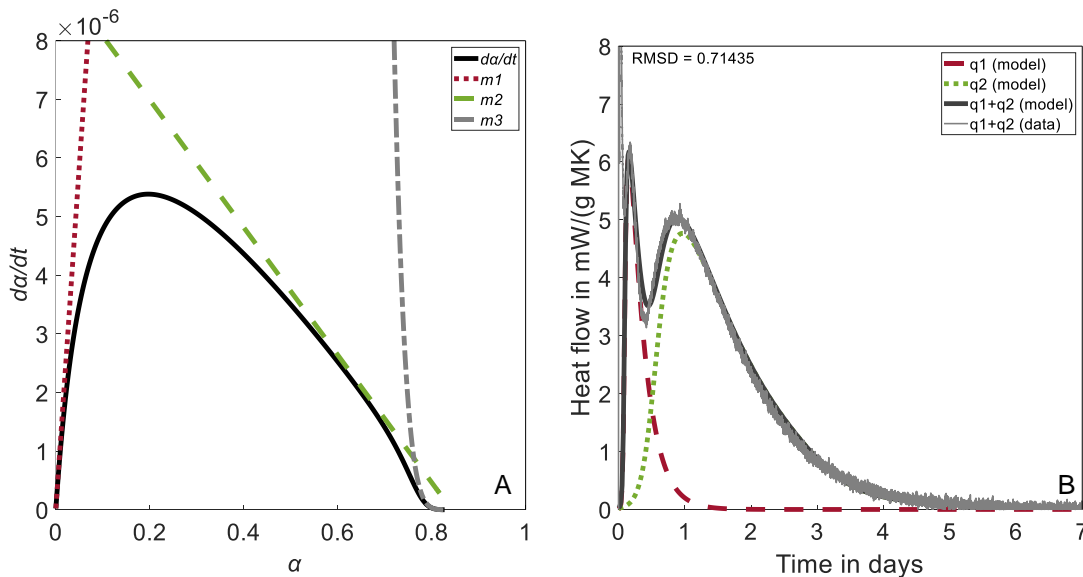 ×10⁻⁶
8
7
6
5
4
3
2
1
0
dα/dt
0
0.2
0.4
0.6
0.8
1
α
dα/dt
m1
m2
m3
A
RMSD = 0.71435
8
7
6
5
4
3
2
1
0
Heat flow in mW/(g MK)
0
1
2
3
4
5
6
7
Time in days
q1 (model)
q2 (model)
q1+q2 (model)
q1+q2 (data)
B